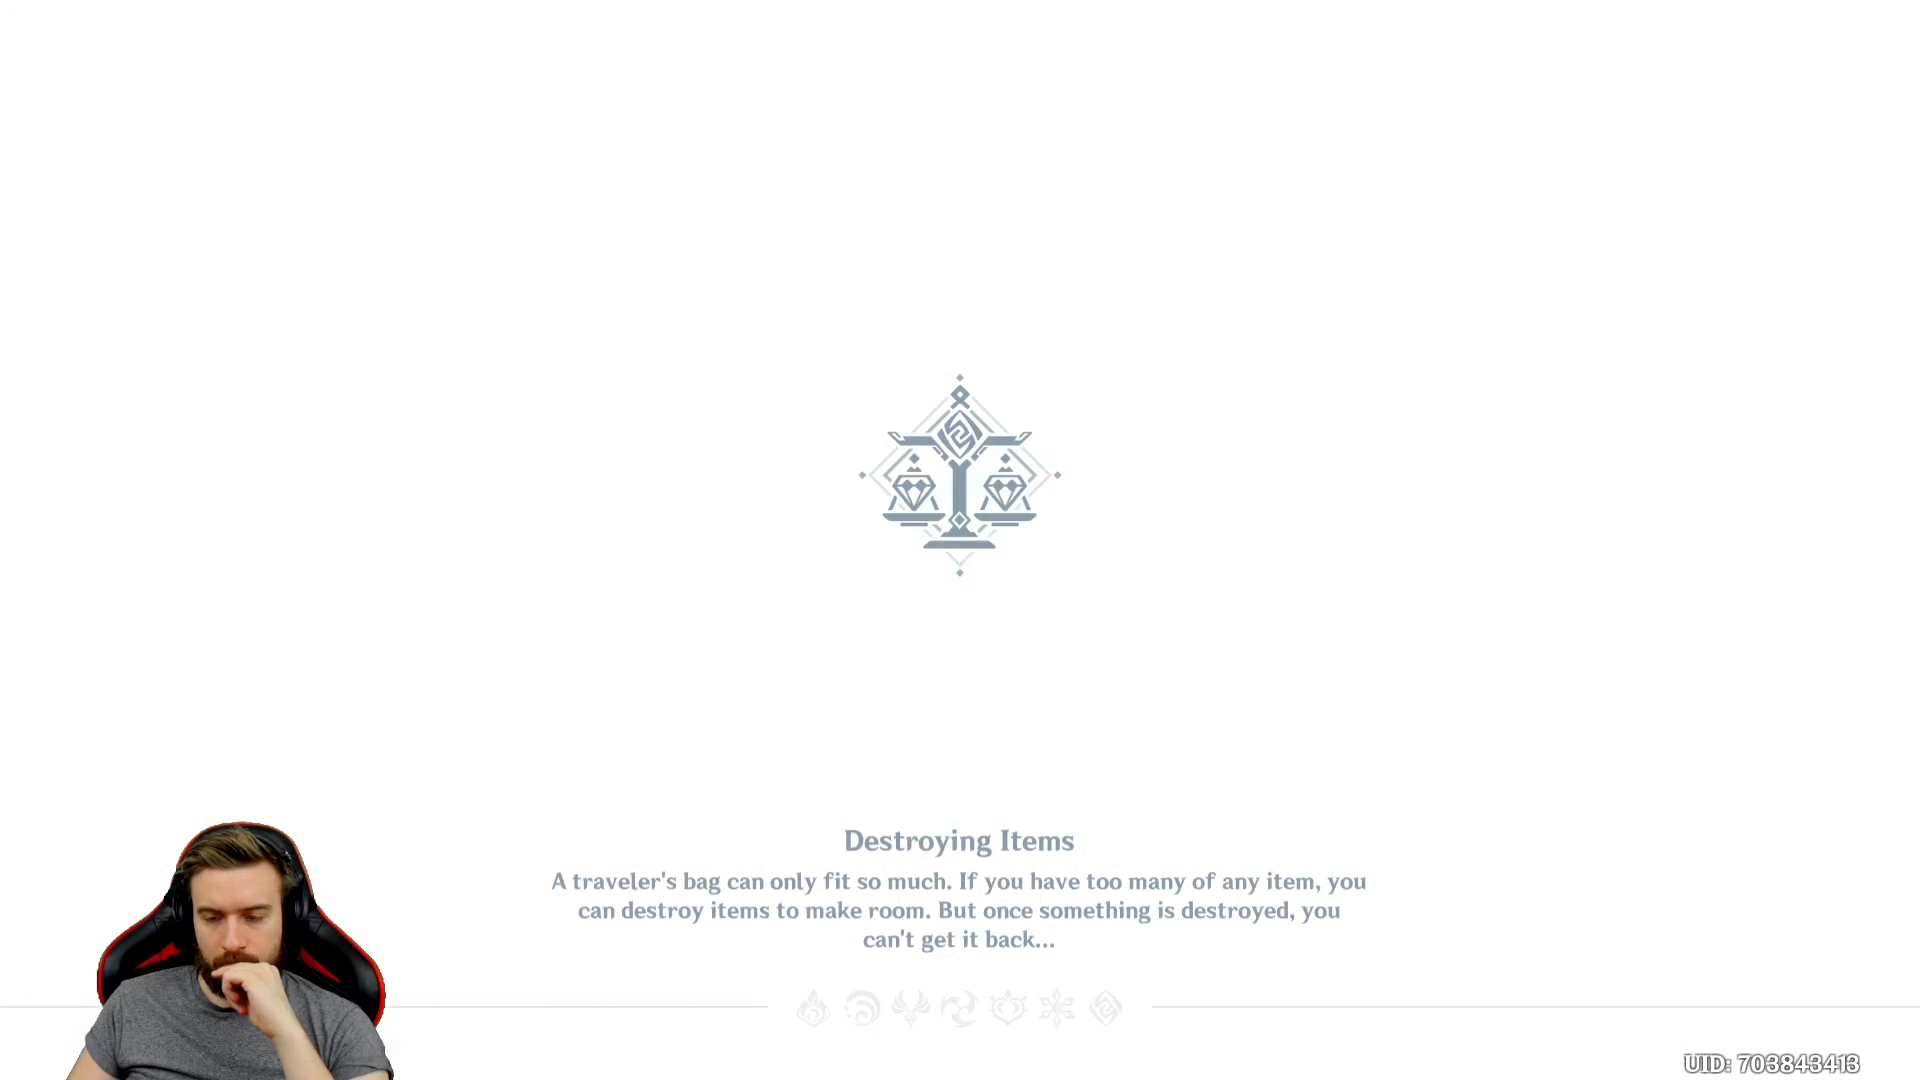 Destroying Items
A traveler's bag can only fit so much. If you have too many of any item, you
can destroy items to make room. But once something is destroyed, you
can't get it back...
UID: 703843413